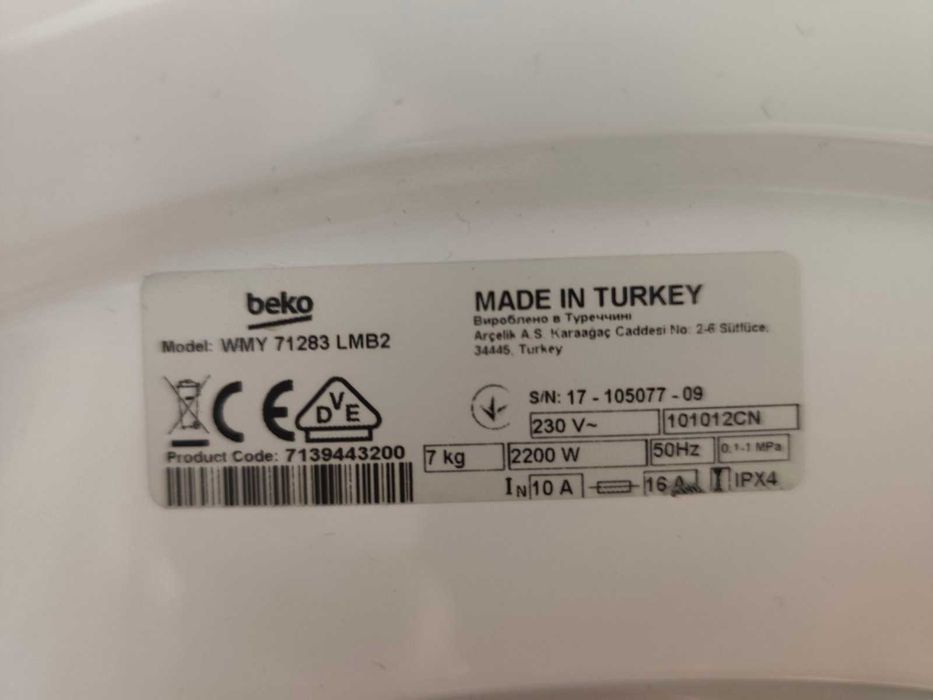 beko
Model: WMY 71283 LMB2
DVE
Product Code: 7139443200
MADE IN TURKEY
Вироблено в Туреччині
Arçelik A.S. Karaağaç Caddesi No: 2-6 Sütlüce,
34445, Turkey
S/N: 17 - 105077 - 09
230 V~ 101012CN
7 kg 2200 W 50Hz 0,1-1 MPa
IN 10 A 16 A IPX4